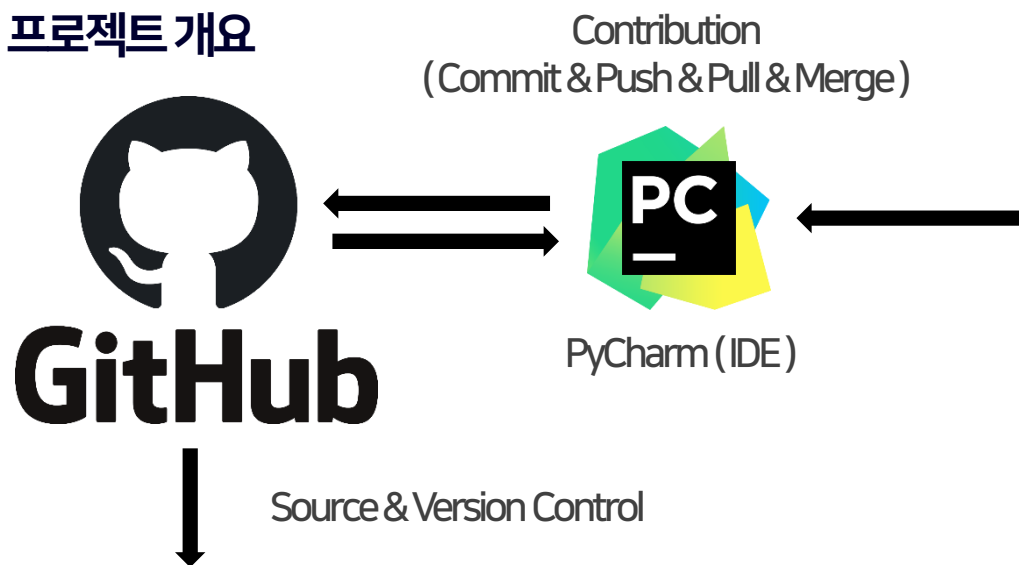 프로젝트 개요
Contribution
( Commit & Push & Pull & Merge )
PC
GitHub
PyCharm ( IDE )
Source & Version Control